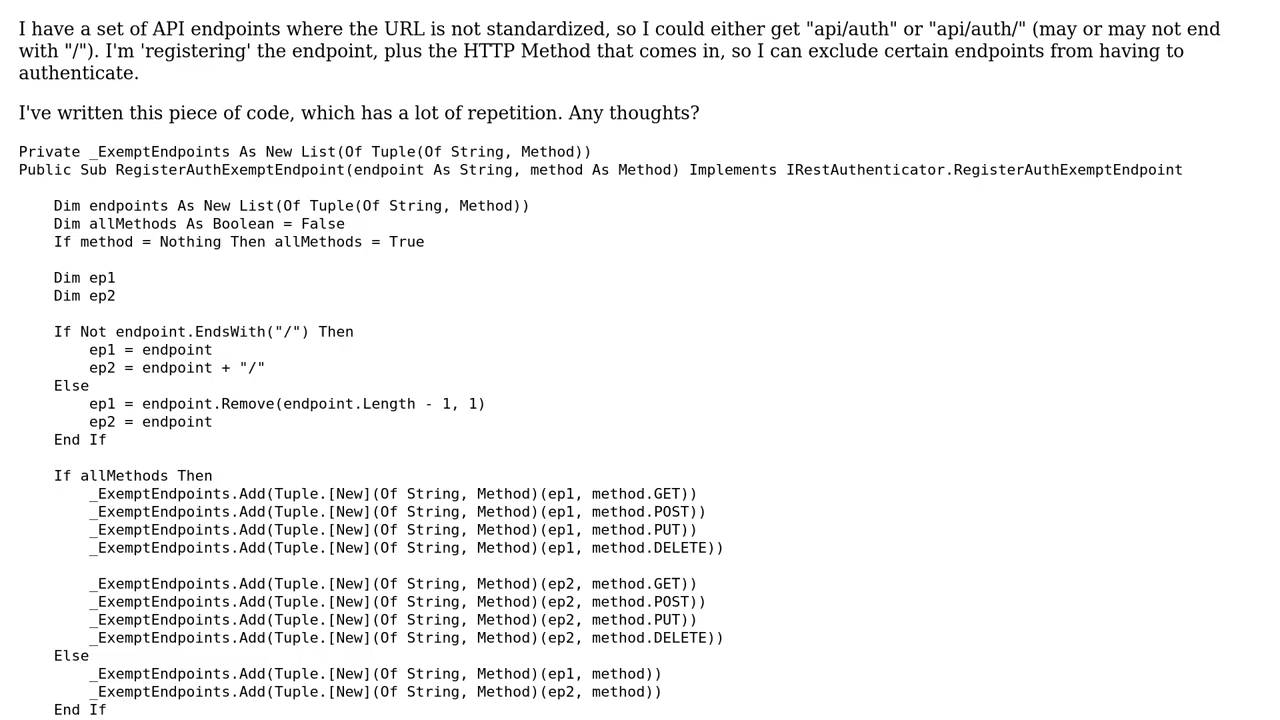 I have a set of API endpoints where the URL is not standardized, so I could either get "api/auth" or "api/auth/" (may or may not end
with "/"). I'm 'registering' the endpoint, plus the HTTP Method that comes in, so I can exclude certain endpoints from having to
authenticate.
I've written this piece of code, which has a lot of repetition. Any thoughts?
Private _ExemptEndpoints As New List(Of Tuple(Of String, Method))
Public Sub RegisterAuthExemptEndpoint(endpoint As String, method As Method) Implements IRestAuthenticator.RegisterAuthExemptEndpoint
    Dim endpoints As New List(Of Tuple(Of String, Method))
    Dim allMethods As Boolean = False
    If method = Nothing Then allMethods = True
    Dim ep1
    Dim ep2
    If Not endpoint.EndsWith("/") Then
        ep1 = endpoint
        ep2 = endpoint + "/"
    Else
        ep1 = endpoint.Remove(endpoint.Length - 1, 1)
        ep2 = endpoint
    End If
    If allMethods Then
        _ExemptEndpoints.Add(Tuple.[New](Of String, Method)(ep1, method.GET))
        _ExemptEndpoints.Add(Tuple.[New](Of String, Method)(ep1, method.POST))
        _ExemptEndpoints.Add(Tuple.[New](Of String, Method)(ep1, method.PUT))
        _ExemptEndpoints.Add(Tuple.[New](Of String, Method)(ep1, method.DELETE))
        _ExemptEndpoints.Add(Tuple.[New](Of String, Method)(ep2, method.GET))
        _ExemptEndpoints.Add(Tuple.[New](Of String, Method)(ep2, method.POST))
        _ExemptEndpoints.Add(Tuple.[New](Of String, Method)(ep2, method.PUT))
        _ExemptEndpoints.Add(Tuple.[New](Of String, Method)(ep2, method.DELETE))
    Else
        _ExemptEndpoints.Add(Tuple.[New](Of String, Method)(ep1, method))
        _ExemptEndpoints.Add(Tuple.[New](Of String, Method)(ep2, method))
    End If